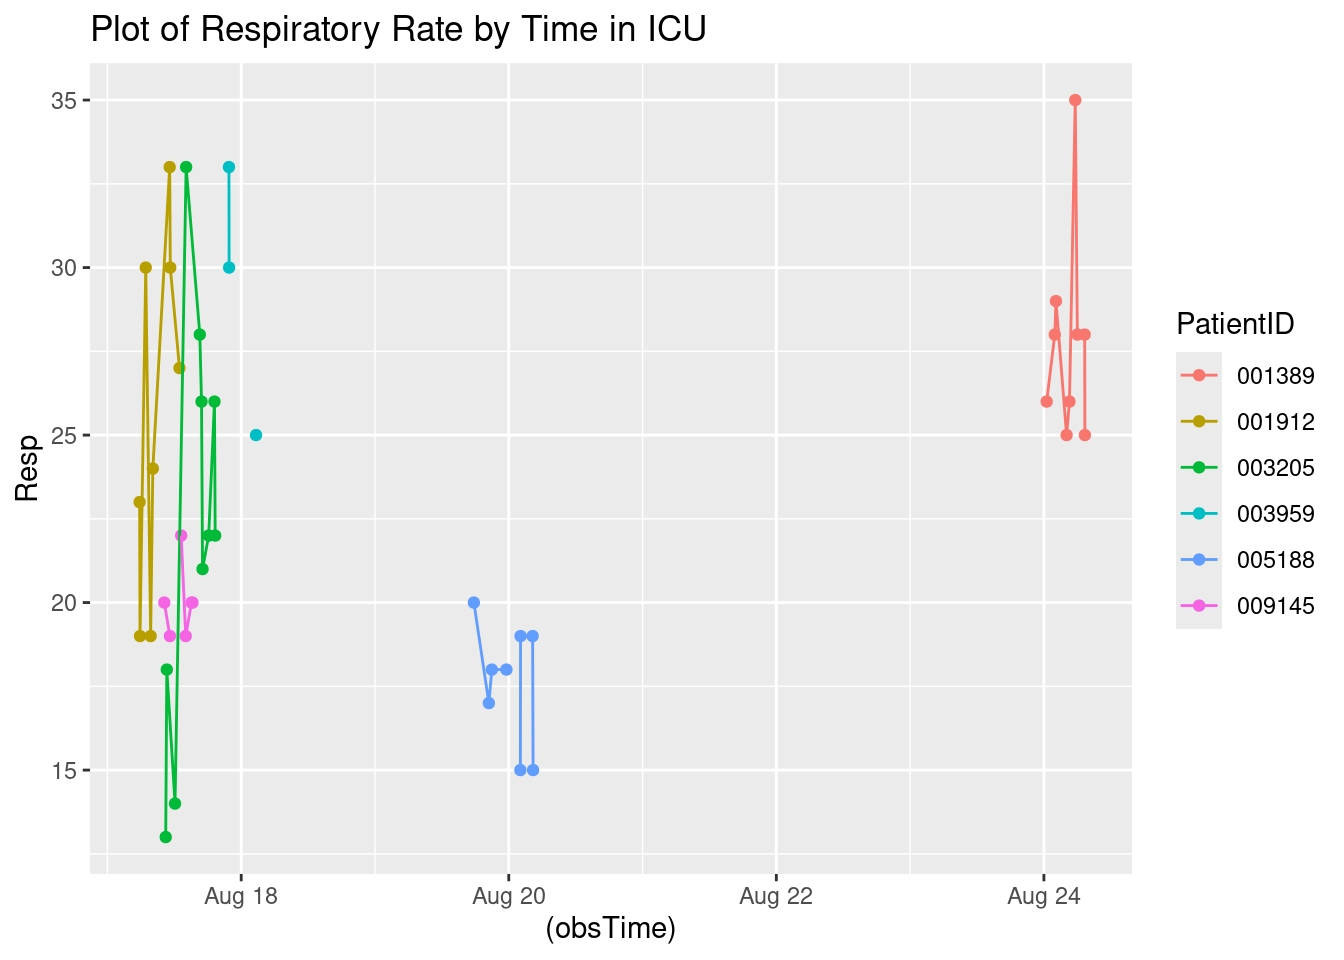 Plot of Respiratory Rate by Time in ICU
35
30
25
20
15
Resp
Aug 18
Aug 20
Aug 22
Aug 24
(obsTime)
PatientID
001389
001912
003205
003959
005188
009145